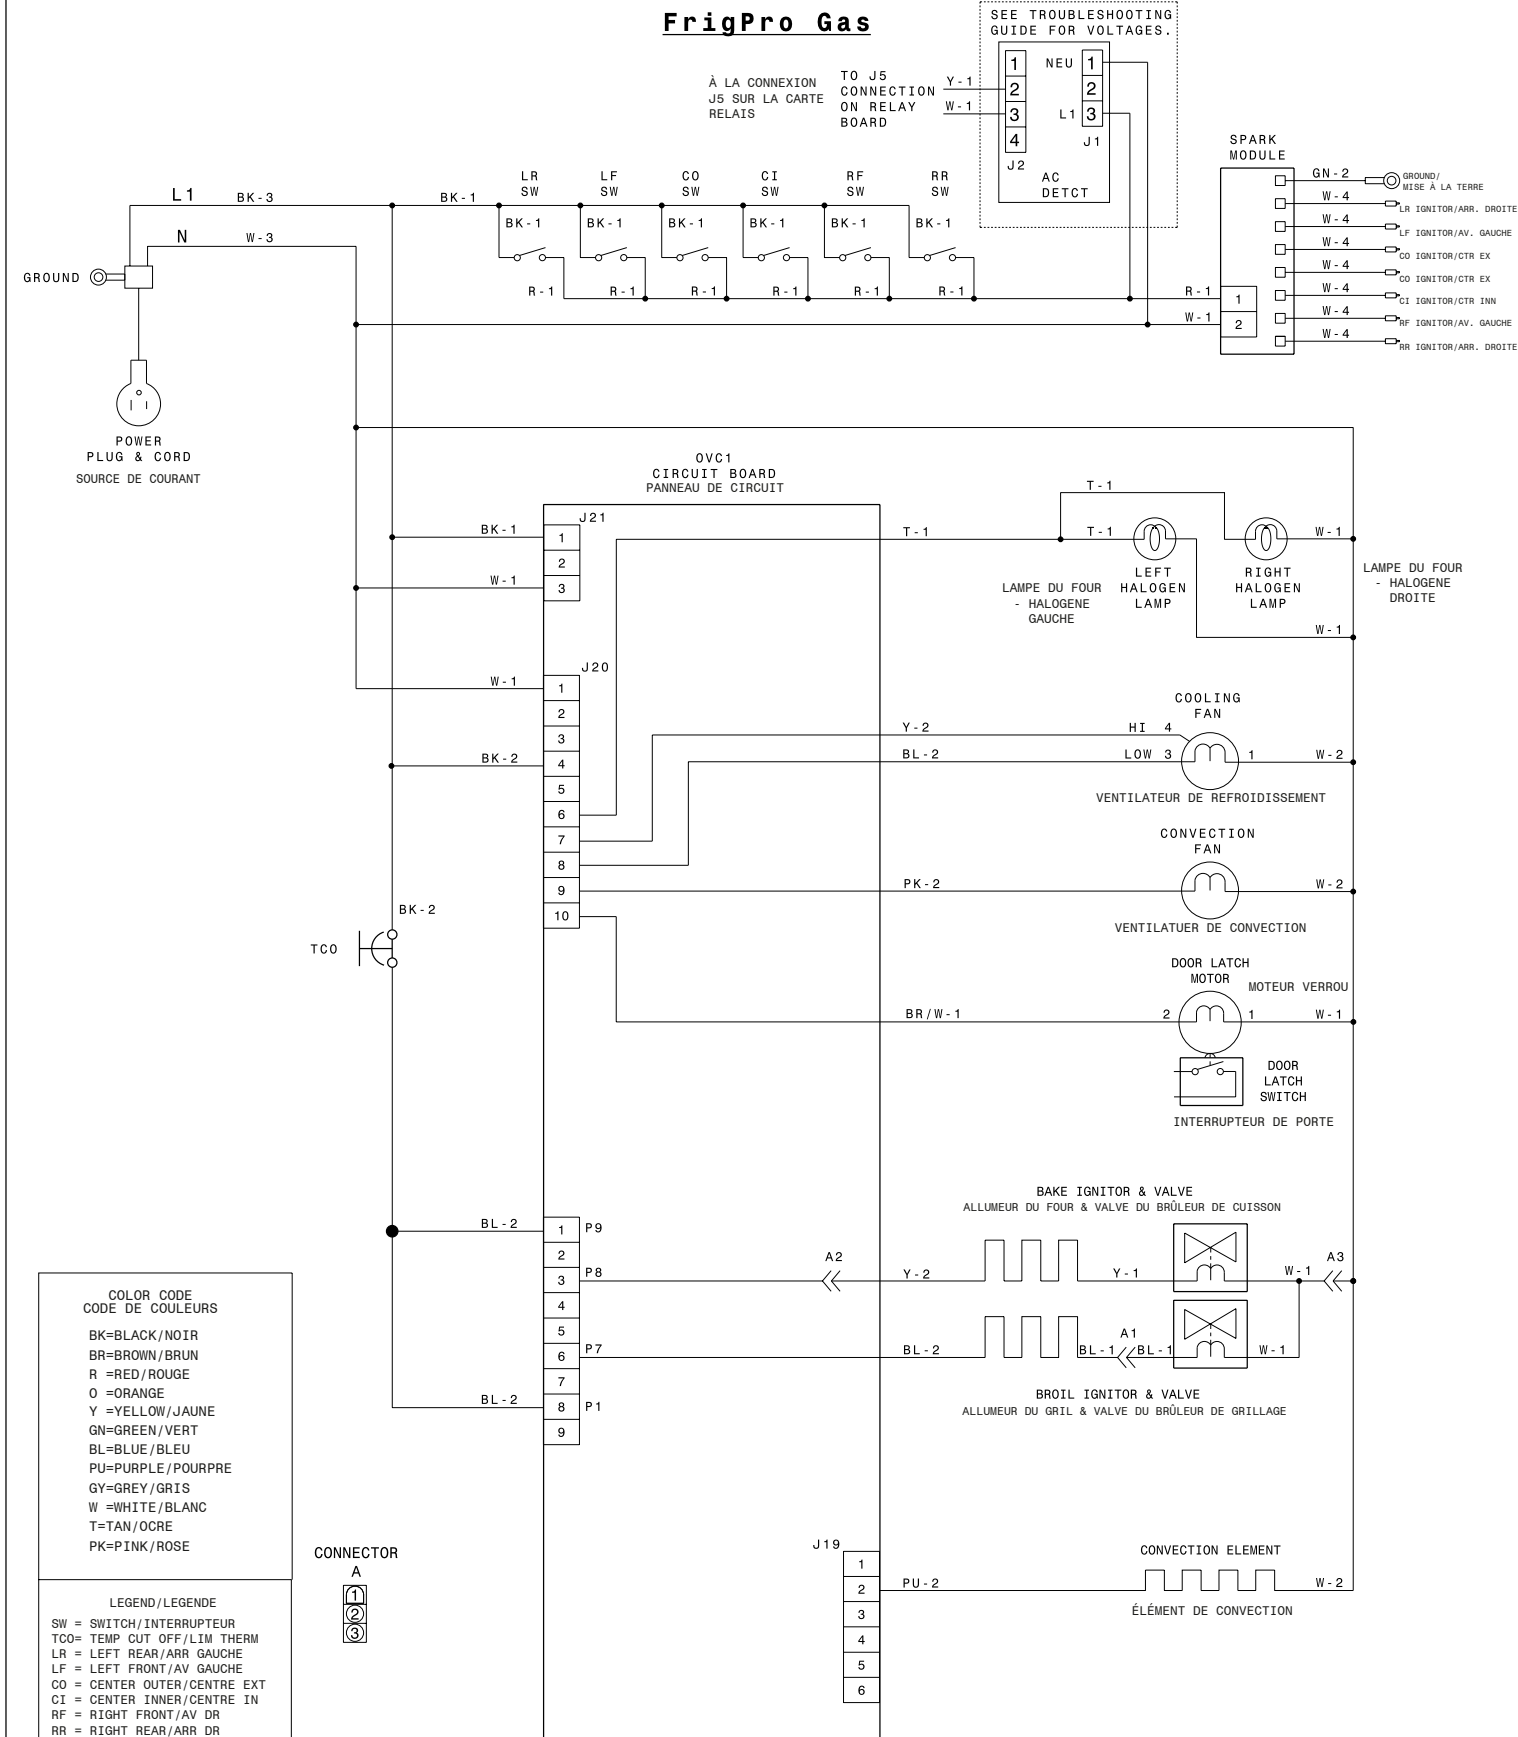 FrigPro Gas
SEE TROUBLESHOOTING
GUIDE FOR VOLTAGES.
1
2
3
4
J2
NEU
L1
1
2
3
J1
AC
DETCT
À LA CONNEXION
J5 SUR LA CARTE
RELAIS
TO J5
CONNECTION
ON RELAY
BOARD
Y-1
W-1
SPARK
MODULE
GN-2
GROUND/
MISE À LA TERRE
W-4
LR IGNITOR/ARR. DROITE
W-4
LF IGNITOR/AV. GAUCHE
W-4
CO IGNITOR/CTR EX
W-4
CO IGNITOR/CTR EX
W-4
CI IGNITOR/CTR INN
W-4
RF IGNITOR/AV. GAUCHE
W-4
RR IGNITOR/ARR. DROITE
R-1
1
W-1
2
L1
BK-3
BK-1
N
W-3
LR
SW
LF
SW
CO
SW
CI
SW
RF
SW
RR
SW
BK-1
BK-1
BK-1
BK-1
BK-1
BK-1
R-1
R-1
R-1
R-1
R-1
R-1
GROUND
POWER
PLUG & CORD
SOURCE DE COURANT
OVC1
CIRCUIT BOARD
PANNEAU DE CIRCUIT
J21
BK-1
1
2
W-1
3
T-1
T-1
T-1
W-1
LEFT
HALOGEN
LAMP
RIGHT
HALOGEN
LAMP
LAMPE DU FOUR
- HALOGENE
GAUCHE
LAMPE DU FOUR
- HALOGENE
DROITE
W-1
J20
W-1
1
2
3
BK-2
4
5
6
7
8
9
10
COOLING
FAN
Y-2
HI 4
BL-2
LOW 3
1
W-2
VENTILATEUR DE REFROIDISSEMENT
CONVECTION
FAN
PK-2
W-2
VENTILATUER DE CONVECTION
BK-2
TCO
DOOR LATCH
MOTOR
MOTEUR VERROU
BR/W-1
2
1
W-1
DOOR
LATCH
SWITCH
INTERRUPTEUR DE PORTE
BAKE IGNITOR & VALVE
ALLUMEUR DU FOUR & VALVE DU BRÛLEUR DE CUISSON
BL-2
1
P9
2
3
P8
4
5
6
P7
7
BL-2
8
P1
9
A2
Y-2
Y-1
W-1
A3
BL-2
BL-1
A1
BL-1
W-1
BROIL IGNITOR & VALVE
ALLUMEUR DU GRIL & VALVE DU BRÛLEUR DE GRILLAGE
COLOR CODE
CODE DE COULEURS
BK=BLACK/NOIR
BR=BROWN/BRUN
R =RED/ROUGE
O =ORANGE
Y =YELLOW/JAUNE
GN=GREEN/VERT
BL=BLUE/BLEU
PU=PURPLE/POURPRE
GY=GREY/GRIS
W =WHITE/BLANC
T=TAN/OCRE
PK=PINK/ROSE
LEGEND/LEGENDE
SW = SWITCH/INTERRUPTEUR
TCO= TEMP CUT OFF/LIM THERM
LR = LEFT REAR/ARR GAUCHE
LF = LEFT FRONT/AV GAUCHE
CO = CENTER OUTER/CENTRE EXT
CI = CENTER INNER/CENTRE IN
RF = RIGHT FRONT/AV DR
RR = RIGHT REAR/ARR DR
CONNECTOR
A
1
2
3
J19
1
2
3
4
5
6
PU-2
CONVECTION ELEMENT
W-2
ÉLÉMENT DE CONVECTION